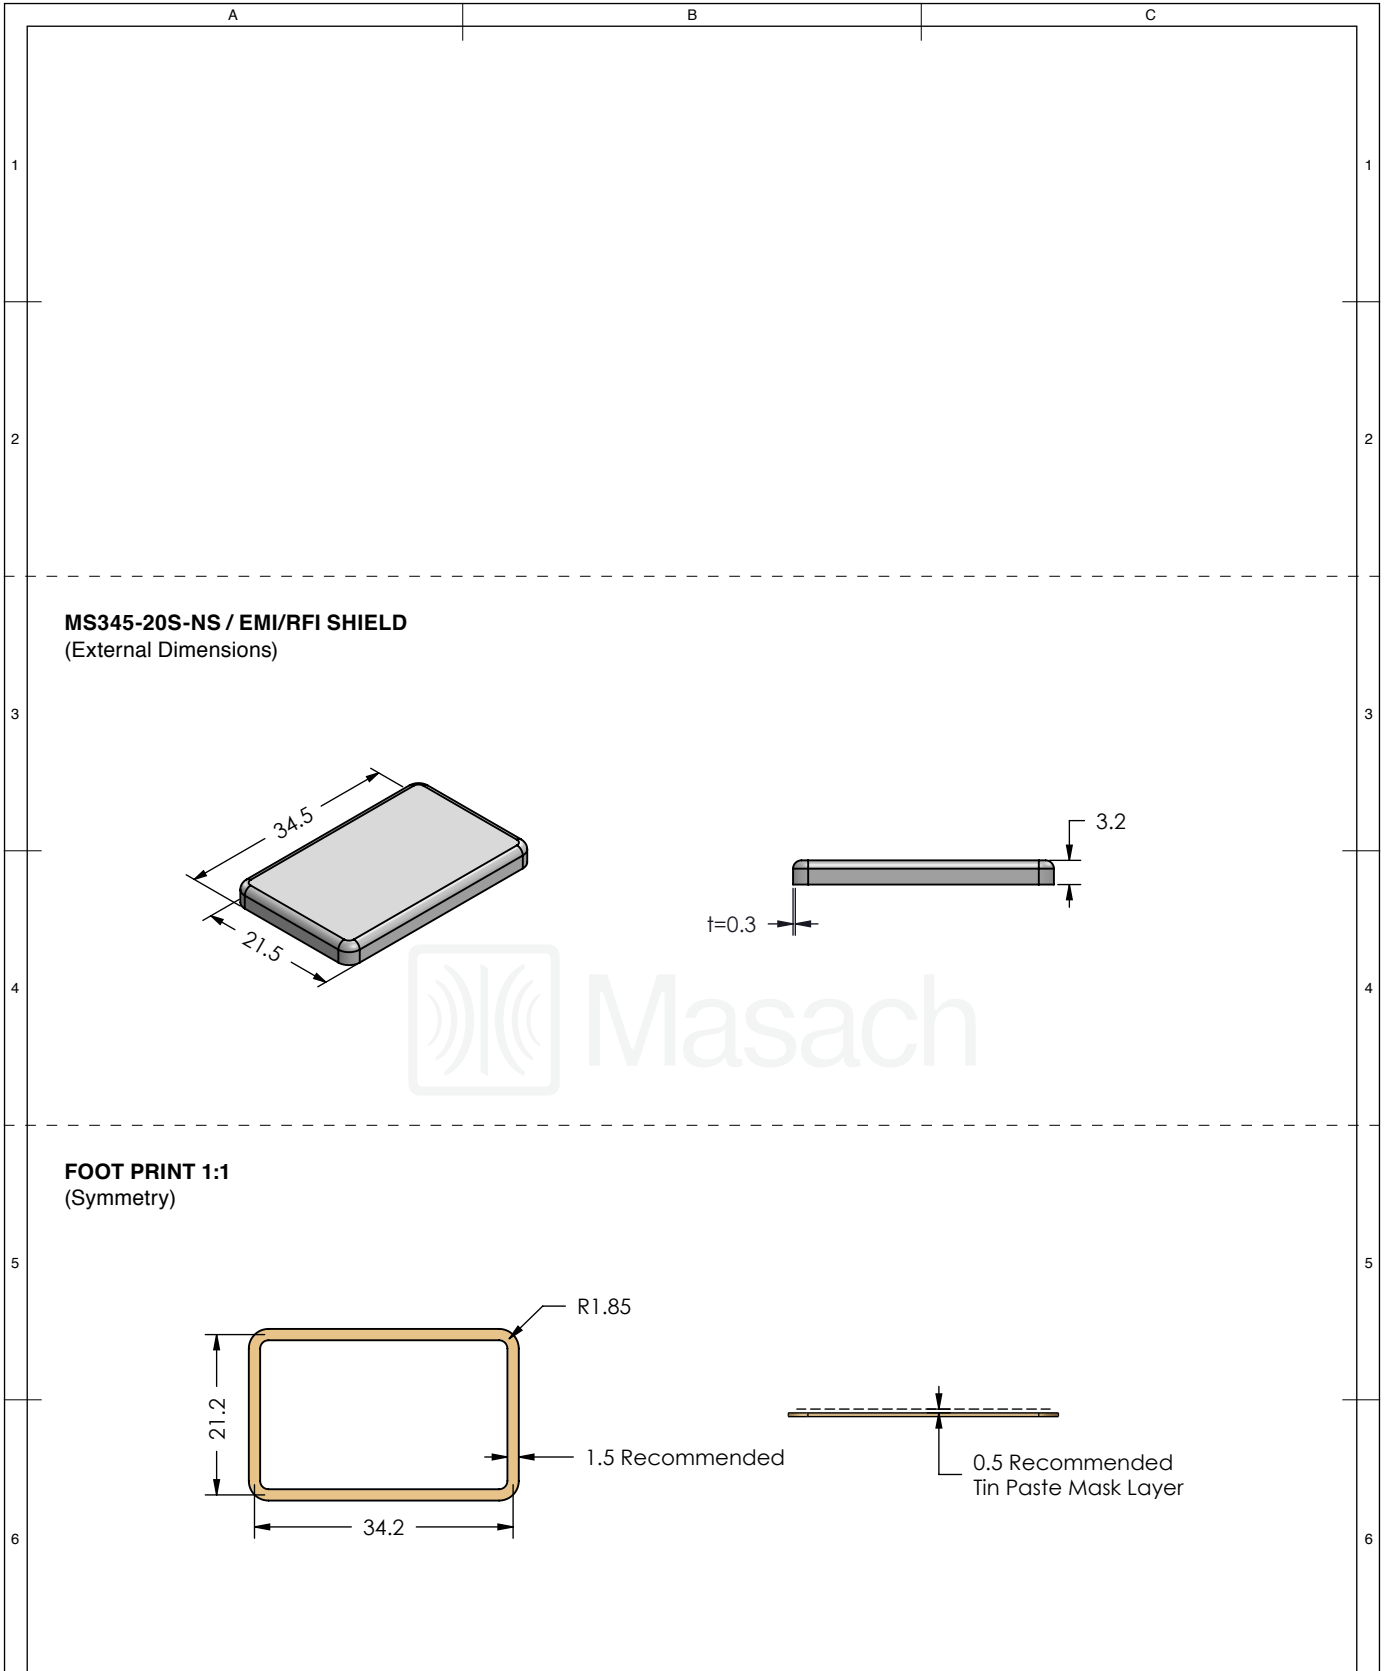 A
B
C
1
1
2
2
MS345-20S-NS / EMI/RFI SHIELD
(External Dimensions)
3
3
34.5
21.5
3.2
t=0.3
4
4
Masach
FOOT PRINT 1:1
(Symmetry)
5
5
R1.85
21.2
1.5 Recommended
34.2
0.5 Recommended
Tin Paste Mask Layer
6
6